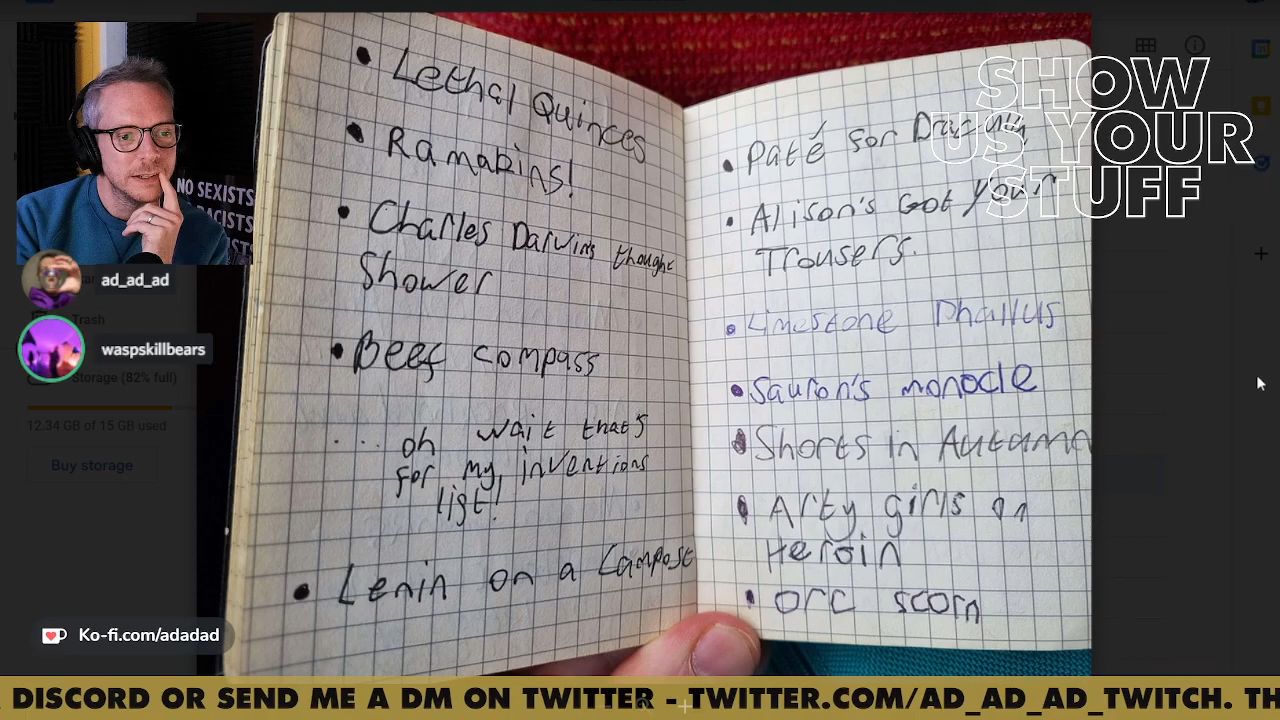 • Lethal Quinces
• Ramakins!
• Charles Darwins thought
Shower
• Beef compass
... oh wait that's
for my inventions
list!
• Lenin on a Lampost
• Paté for
• Alison's Got Your
Trousers.
• Limestone Phallus
• Sauron's monocle
• Shorts in Autumn
• Arty girls on
Heroin
• Orc scorn
SHOW
US YOUR
STUFF
NO SEXISTS
ad_ad_ad
waspskillbears
Trash
Storage (82% full)
12.34 GB of 15 GB used
Buy storage
Ko-fi.com/adadad
DISCORD OR SEND ME A DM ON TWITTER - TWITTER.COM/AD_AD_AD_TWITCH. TH